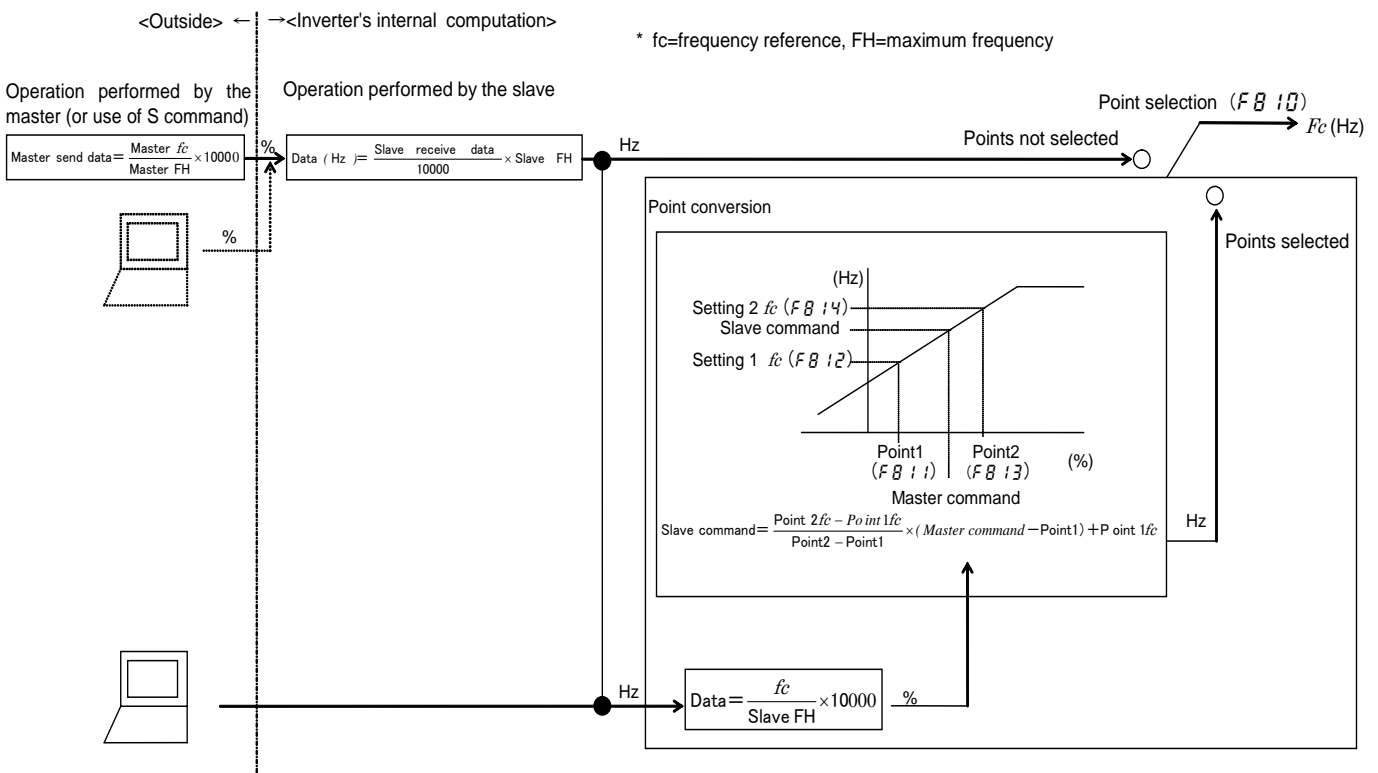 <Outside> ← → <Inverter's internal computation>
* fc=frequency reference, FH=maximum frequency
Operation performed by the
master (or use of S command)
Operation performed by the slave
Master send data＝ Master fc / Master FH ×10000
%
Data（Hz）＝ Slave receive data / 10000 × Slave FH
Hz
Points not selected
Point selection（F810）
Fc (Hz)
%
Point conversion
Points selected
(Hz)
Setting 2 fc（F814）
Slave command
Setting 1 fc（F812）
Point1
（F811）
Point2
（F813）
(%)
Master command
Slave command＝ Point 2fc – Point 1fc / Point2 – Point1 ×( Master command－Point1)＋P oint 1fc
Hz
Hz
Data＝ fc / Slave FH ×10000
%